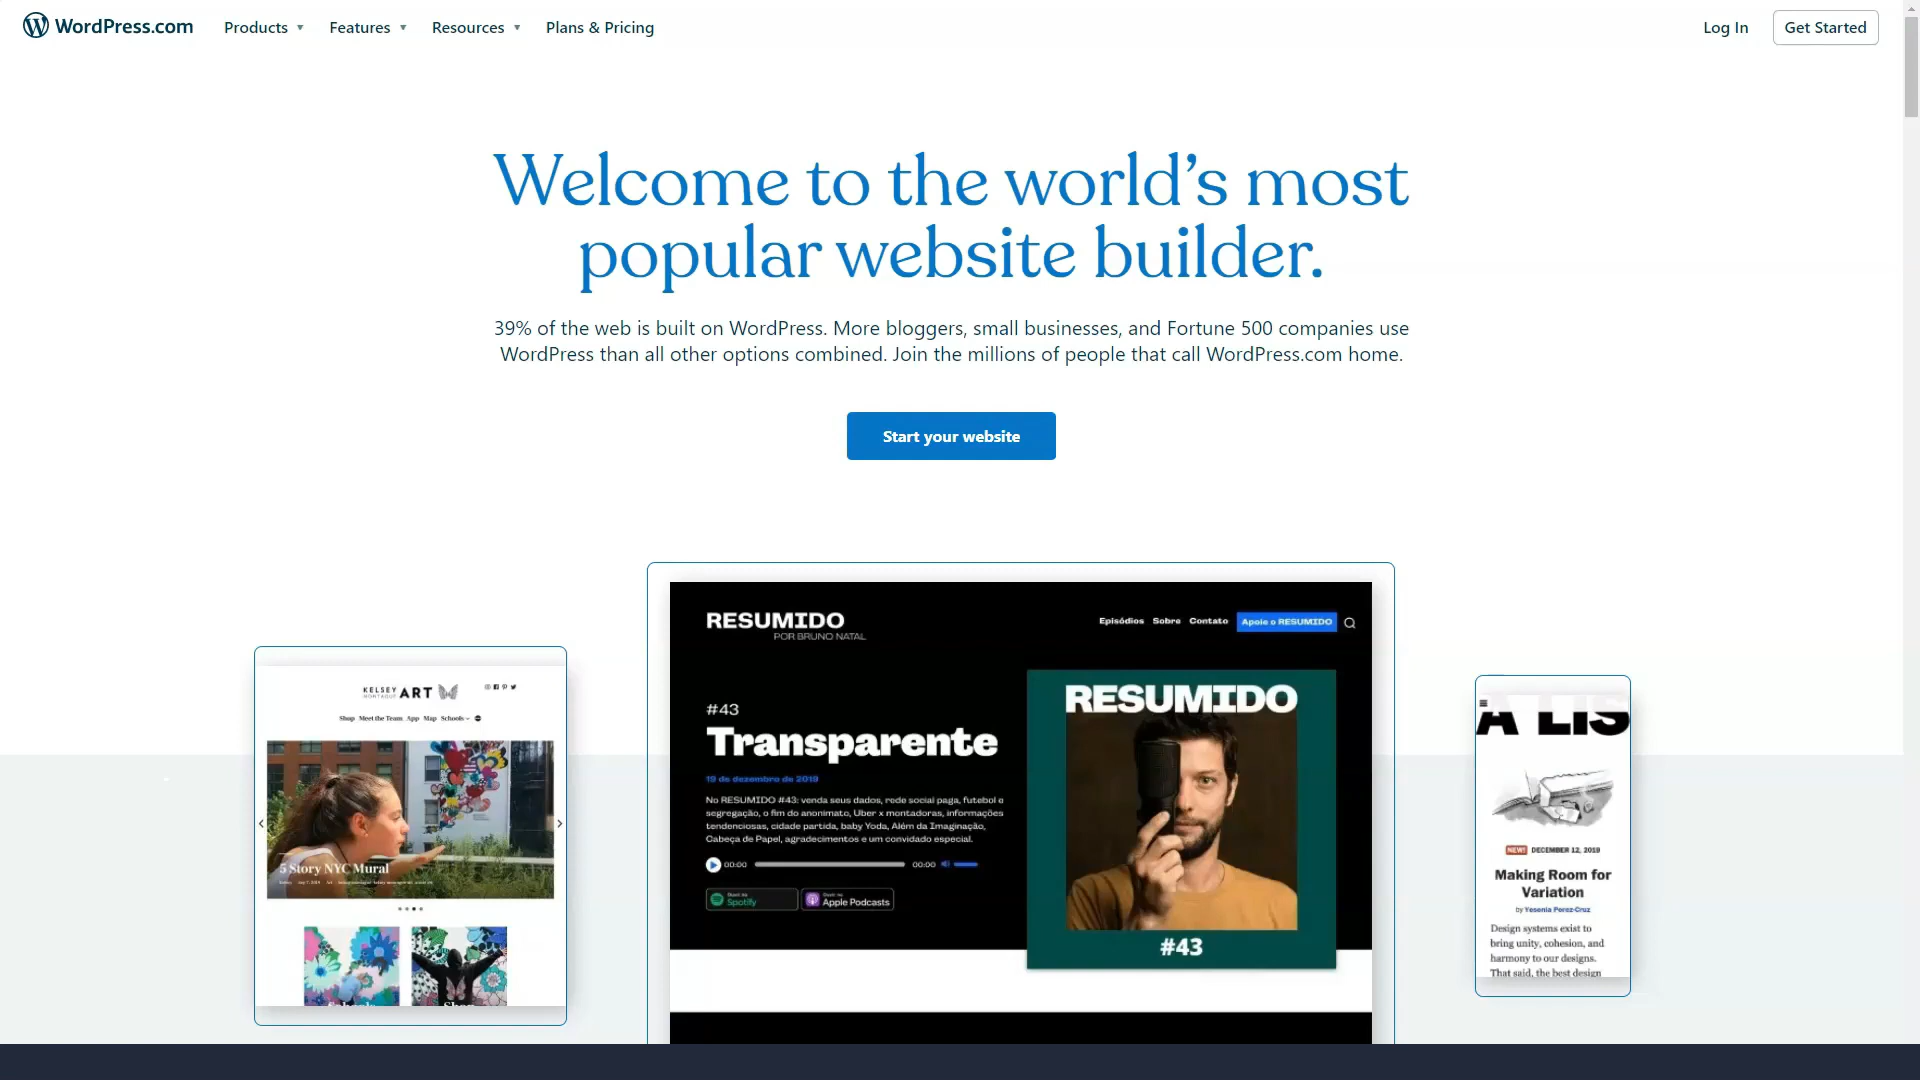 WordPress.com
Products
Features
Resources
Plans & Pricing
Log In
Get Started
Welcome to the world’s most
popular website builder.
39% of the web is built on WordPress. More bloggers, small businesses, and Fortune 500 companies use
WordPress than all other options combined. Join the millions of people that call WordPress.com home.
Start your website
KELSEY
ART
Shop Meet the Team App Map Schools
5 Story NYC Mural
RESUMIDO
POR BRUNO NATAL
Episódios Sobre Contato Apoie o RESUMIDO
#43
Transparente
19 de dezembro de 2019
No RESUMIDO #43: venda seus dados, rede social paga, futebol e
segregação, o fim do anonimato, Uber x montadoras, informações
tendenciosas, cidade partida, baby Yoda, Além da Imaginação,
Cabeça de Papel, agradecimentos e um convidado especial.
00:00
00:00
Spotify
Apple Podcasts
RESUMIDO
#43
A LIS
NEW! DECEMBER 12, 2019
Making Room for
Variation
by Yesenia Perez-Cruz
Design systems exist to
bring unity, cohesion, and
harmony to our designs.
That said, the best design